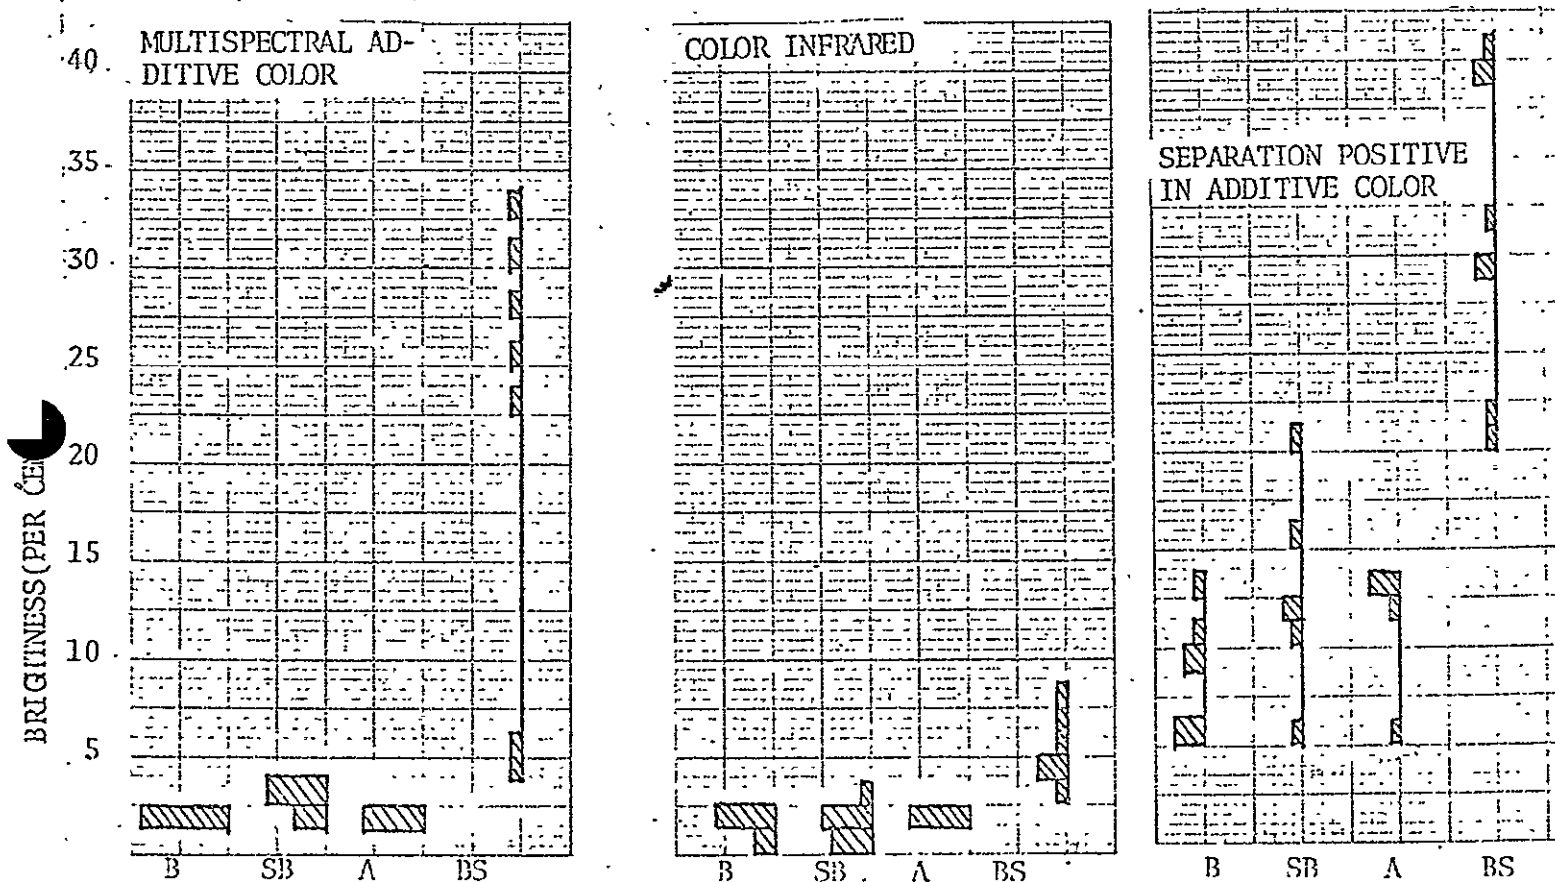 MULTISPECTRAL AD-
DITIVE COLOR
COLOR INFRARED
SEPARATION POSITIVE
IN ADDITIVE COLOR
40
35
30
25
20
15
10
5
BRIGHTNESS(PER CEN
B SB A BS
B SB A BS
B SB A BS